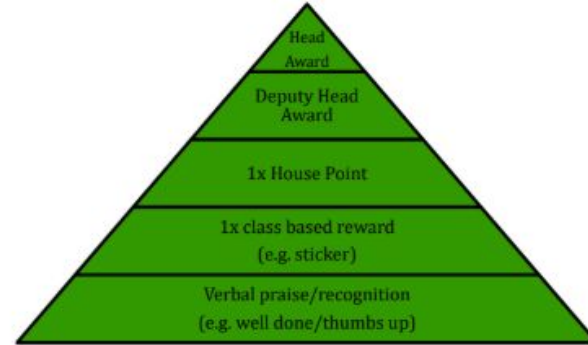 Head
Award
Deputy Head
Award
1x House Point
1x class based reward
(e.g. sticker)
Verbal praise/recognition
(e.g. well done/thumbs up)